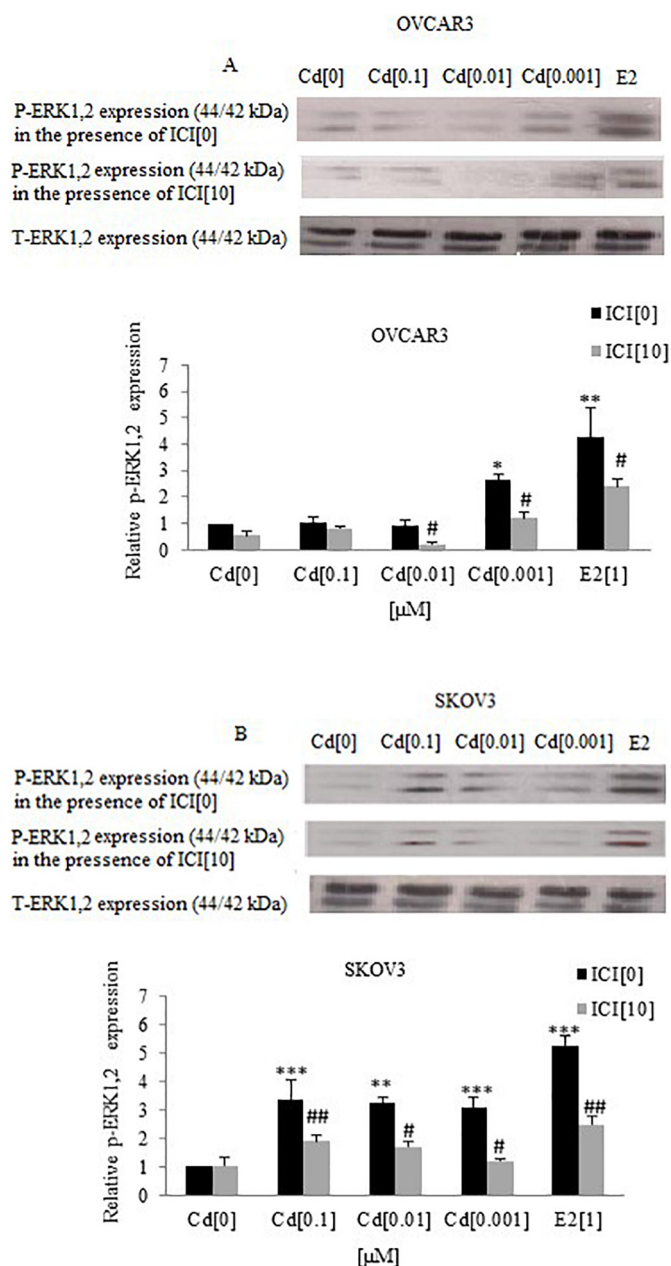 OVCAR3
A
Cd[0] Cd[0.1] Cd[0.01] Cd[0.001] E2
P-ERK1,2 expression (44/42 kDa)
in the presence of ICI[0]
P-ERK1,2 expression (44/42 kDa)
in the pressence of ICI[10]
T-ERK1,2 expression (44/42 kDa)
OVCAR3
ICI[0]
ICI[10]
Relative p-ERK1,2 expression
7
6
5
4
3
2
1
0
# * # ** #
Cd[0] Cd[0.1] Cd[0.01] Cd[0.001] E2[1]
[µM]
SKOV3
B
Cd[0] Cd[0.1] Cd[0.01] Cd[0.001] E2
P-ERK1,2 expression (44/42 kDa)
in the presence of ICI[0]
P-ERK1,2 expression (44/42 kDa)
in the pressence of ICI[10]
T-ERK1,2 expression (44/42 kDa)
SKOV3
ICI[0]
ICI[10]
Relative p-ERK1,2 expression
7
6
5
4
3
2
1
0
*** ## ** # *** # *** ##
Cd[0] Cd[0.1] Cd[0.01] Cd[0.001] E2[1]
[µM]